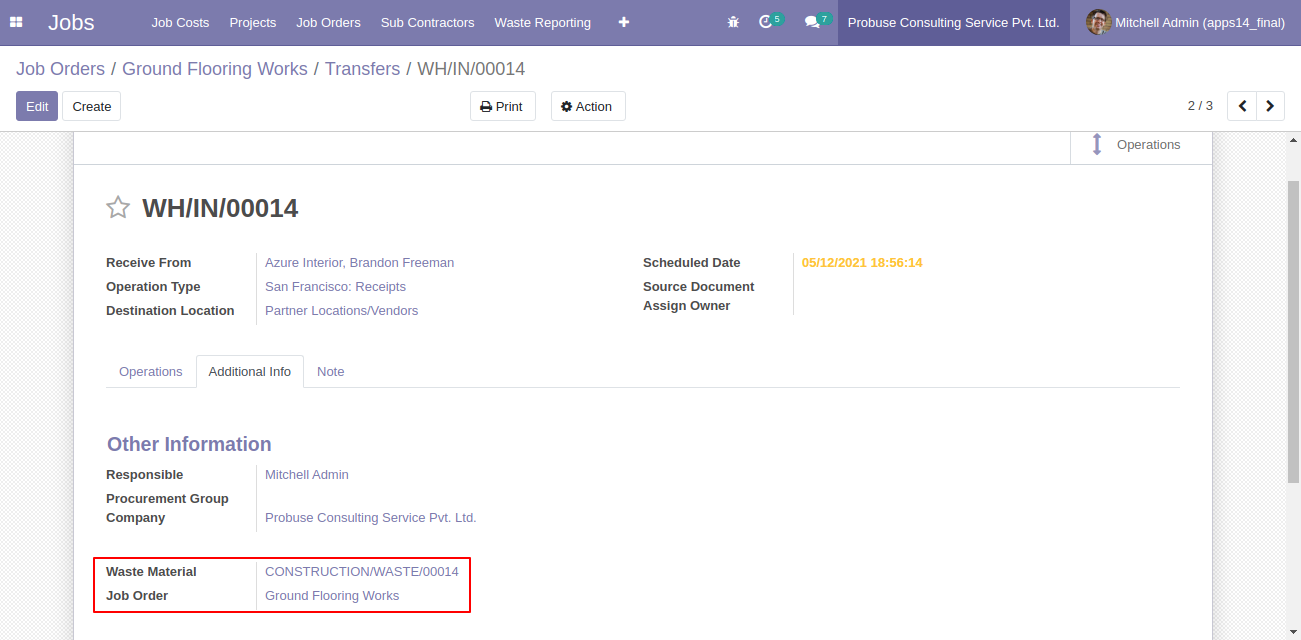 Jobs Job Costs Projects Job Orders Sub Contractors Waste Reporting 5 7 Probuse Consulting Service Pvt. Ltd. Mitchell Admin (apps14_final)
Job Orders / Ground Flooring Works / Transfers / WH/IN/00014
Edit Create Print Action 2 / 3
Operations
WH/IN/00014
Receive From Azure Interior, Brandon Freeman
Operation Type San Francisco: Receipts
Destination Location Partner Locations/Vendors
Scheduled Date 05/12/2021 18:56:14
Source Document
Assign Owner
Operations Additional Info Note
Other Information
Responsible Mitchell Admin
Procurement Group
Company Probuse Consulting Service Pvt. Ltd.
Waste Material CONSTRUCTION/WASTE/00014
Job Order Ground Flooring Works